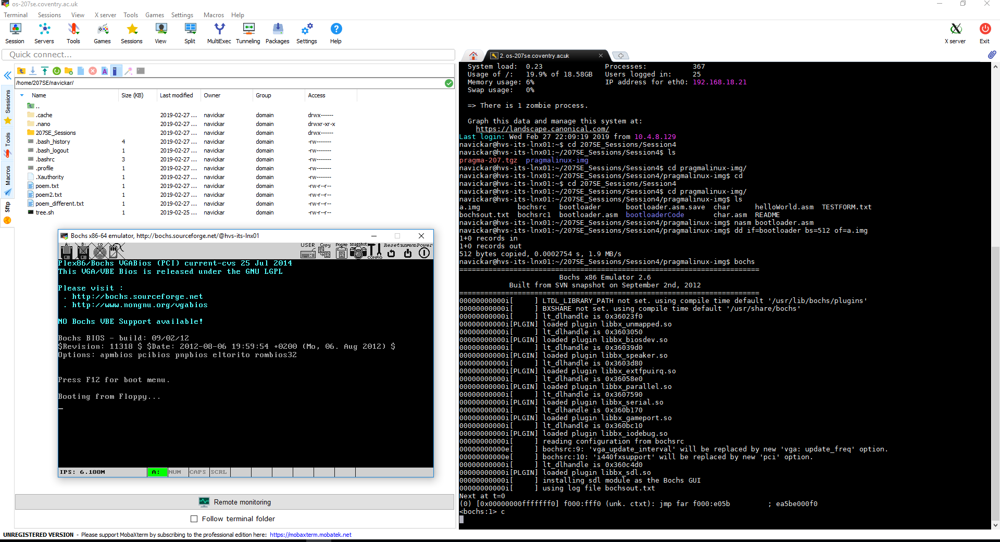 os-207se.coventry.ac.uk
Terminal Sessions View X server Tools Games Settings Macros Help
Session Servers Tools Games Sessions View Split MultiExec Tunneling Packages Settings Help X server Exit
Quick connect...
2. os-207se.coventry.ac.uk
/home/207SE/navickar/
Sessions
Tools
Macros
Sftp
Name Size (KB) Last modified Owner Group Access
..
.cache 2019-02-27 ... navickar domain drwx------
.nano 2019-02-27 ... navickar domain drwxr-xr-x
207SE_Sessions 2019-02-27 ... navickar domain drwx------
.bash_history 4 2019-02-27 ... navickar domain -rw-------
.bash_logout 1 2019-02-27 ... navickar domain -rw-------
.bashrc 3 2019-02-27 ... navickar domain -rw-------
.profile 1 2019-02-27 ... navickar domain -rw-------
.Xauthority 1 2019-02-27 ... navickar domain -rw-------
poem.txt 1 2019-02-27 ... navickar domain -rw-r--r--
poem2.txt 1 2019-02-27 ... navickar domain -rw-r--r--
poem_different.txt 1 2019-02-27 ... navickar domain -rw-r--r--
tree.sh 1 2019-02-25 ... navickar domain -rw-r--r--
Bochs x86-64 emulator, http://bochs.sourceforge.net/@hvs-its-lnx01
A: B: CD USER Copy Paste snapshot CONFIG Reset SUSPEND Power
Plex86/Bochs VGABios (PCI) current-cvs 25 Jul 2014
This VGA/VBE Bios is released under the GNU LGPL
Please visit :
. http://bochs.sourceforge.net
. http://www.nongnu.org/vgabios
NO Bochs VBE Support available!
Bochs BIOS - build: 09/02/12
$Revision: 11318 $ $Date: 2012-08-06 19:59:54 +0200 (Mo, 06. Aug 2012) $
Options: apmbios pcibios pnpbios eltorito rombios32
Press F12 for boot menu.
Booting from Floppy...
IPS: 6.188M A: NUM CAPS SCRL
Remote monitoring
Follow terminal folder
System load: 0.23 Processes: 367
Usage of /: 19.9% of 18.58GB Users logged in: 25
Memory usage: 6% IP address for eth0: 192.168.18.21
Swap usage: 0%
=> There is 1 zombie process.
Graph this data and manage this system at:
https://landscape.canonical.com/
Last login: Wed Feb 27 22:09:19 2019 from 10.4.8.129
navickar@hvs-its-lnx01:~$ cd 207SE_Sessions/Session4
navickar@hvs-its-lnx01:~/207SE_Sessions/Session4$ ls
pragma-207.tgz pragmalinux-img
navickar@hvs-its-lnx01:~/207SE_Sessions/Session4$ cd pragmalinux-img/
navickar@hvs-its-lnx01:~/207SE_Sessions/Session4/pragmalinux-img$ cd
navickar@hvs-its-lnx01:~$ cd 207SE_Sessions/Session4
navickar@hvs-its-lnx01:~/207SE_Sessions/Session4$ cd pragmalinux-img/
navickar@hvs-its-lnx01:~/207SE_Sessions/Session4/pragmalinux-img$ ls
a.img bochsrc bootloader bootloader.asm.save char helloWorld.asm TESTFORM.txt
bochsout.txt bochsrc1 bootloader.asm bootloaderCode char.asm README
navickar@hvs-its-lnx01:~/207SE_Sessions/Session4/pragmalinux-img$ nasm bootloader.asm
navickar@hvs-its-lnx01:~/207SE_Sessions/Session4/pragmalinux-img$ dd if=bootloader bs=512 of=a.img
1+0 records in
1+0 records out
512 bytes copied, 0.0002754 s, 1.9 MB/s
navickar@hvs-its-lnx01:~/207SE_Sessions/Session4/pragmalinux-img$ bochs
========================================================================
Bochs x86 Emulator 2.6
Built from SVN snapshot on September 2nd, 2012
========================================================================
00000000000i[     ] LTDL_LIBRARY_PATH not set. using compile time default '/usr/lib/bochs/plugins'
00000000000i[     ] BXSHARE not set. using compile time default '/usr/share/bochs'
00000000000i[     ] lt_dlhandle is 0x36023f0
00000000000i[PLGIN] loaded plugin libbx_unmapped.so
00000000000i[     ] lt_dlhandle is 0x3603050
00000000000i[PLGIN] loaded plugin libbx_biosdev.so
00000000000i[     ] lt_dlhandle is 0x36039d0
00000000000i[PLGIN] loaded plugin libbx_speaker.so
00000000000i[     ] lt_dlhandle is 0x3603d80
00000000000i[PLGIN] loaded plugin libbx_extfpuirq.so
00000000000i[     ] lt_dlhandle is 0x36058e0
00000000000i[PLGIN] loaded plugin libbx_parallel.so
00000000000i[     ] lt_dlhandle is 0x3607590
00000000000i[PLGIN] loaded plugin libbx_serial.so
00000000000i[     ] lt_dlhandle is 0x360b170
00000000000i[PLGIN] loaded plugin libbx_gameport.so
00000000000i[     ] lt_dlhandle is 0x360bc10
00000000000i[PLGIN] loaded plugin libbx_iodebug.so
00000000000i[     ] reading configuration from bochsrc
00000000000e[     ] bochsrc:9: 'vga_update_interval' will be replaced by new 'vga: update_freq' option.
00000000000e[     ] bochsrc:10: 'i440fxsupport' will be replaced by new 'pci' option.
00000000000i[     ] lt_dlhandle is 0x360c4d0
00000000000i[PLGIN] loaded plugin libbx_sdl.so
00000000000i[     ] installing sdl module as the Bochs GUI
00000000000i[     ] using log file bochsout.txt
Next at t=0
(0) [0x00000000fffffff0] f000:fff0 (unk. ctxt): jmp far f000:e05b ; ea5be000f0
<bochs:1> c
UNREGISTERED VERSION - Please support MobaXterm by subscribing to the professional edition here: https://mobaxterm.mobatek.net